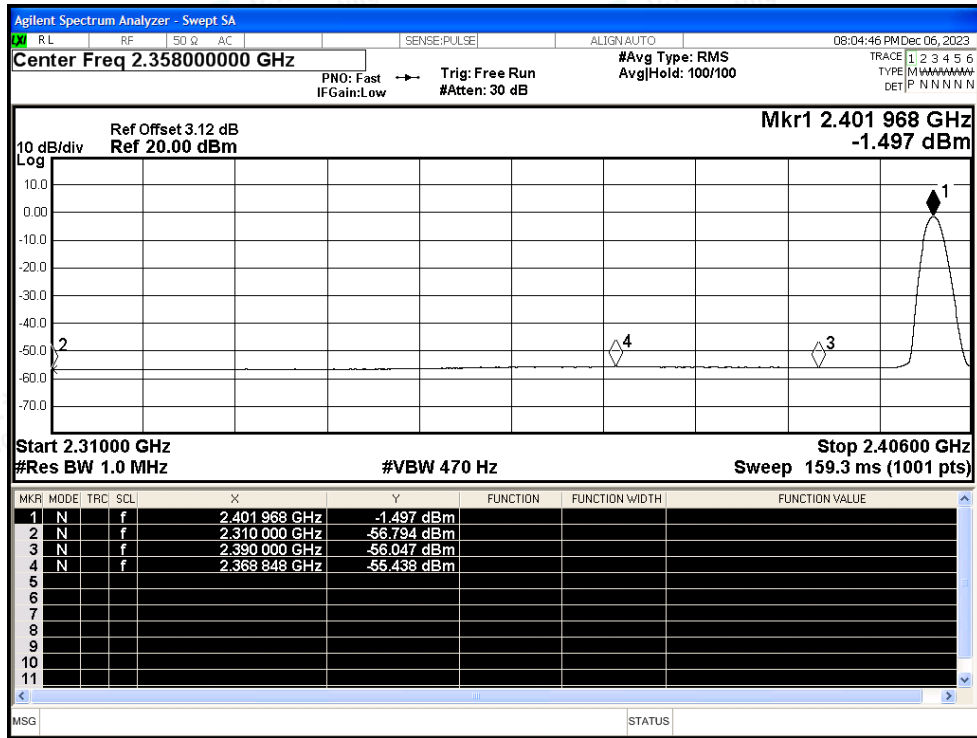 Agilent Spectrum Analyzer - Swept SA
LXI RL RF 50 Ω AC SENSE:PULSE ALIGN AUTO 08:04:46 PM Dec 06, 2023
Center Freq 2.358000000 GHz
PNO: Fast
IFGain:Low
Trig: Free Run
#Atten: 30 dB
#Avg Type: RMS
Avg|Hold: 100/100
TRACE 1 2 3 4 5 6
TYPE M
DET P N N N N N
Mkr1 2.401 968 GHz
-1.497 dBm
Ref Offset 3.12 dB
10 dB/div Ref 20.00 dBm
Log
10.0
0.00
-10.0
-20.0
-30.0
-40.0
-50.0
-60.0
-70.0
1
2
4
3
Start 2.31000 GHz Stop 2.40600 GHz
#Res BW 1.0 MHz #VBW 470 Hz Sweep 159.3 ms (1001 pts)
MKR MODE TRC SCL X Y FUNCTION FUNCTION WIDTH FUNCTION VALUE
1 N f 2.401 968 GHz -1.497 dBm
2 N f 2.310 000 GHz -56.794 dBm
3 N f 2.390 000 GHz -56.047 dBm
4 N f 2.368 848 GHz -55.438 dBm
5
6
7
8
9
10
11
MSG STATUS